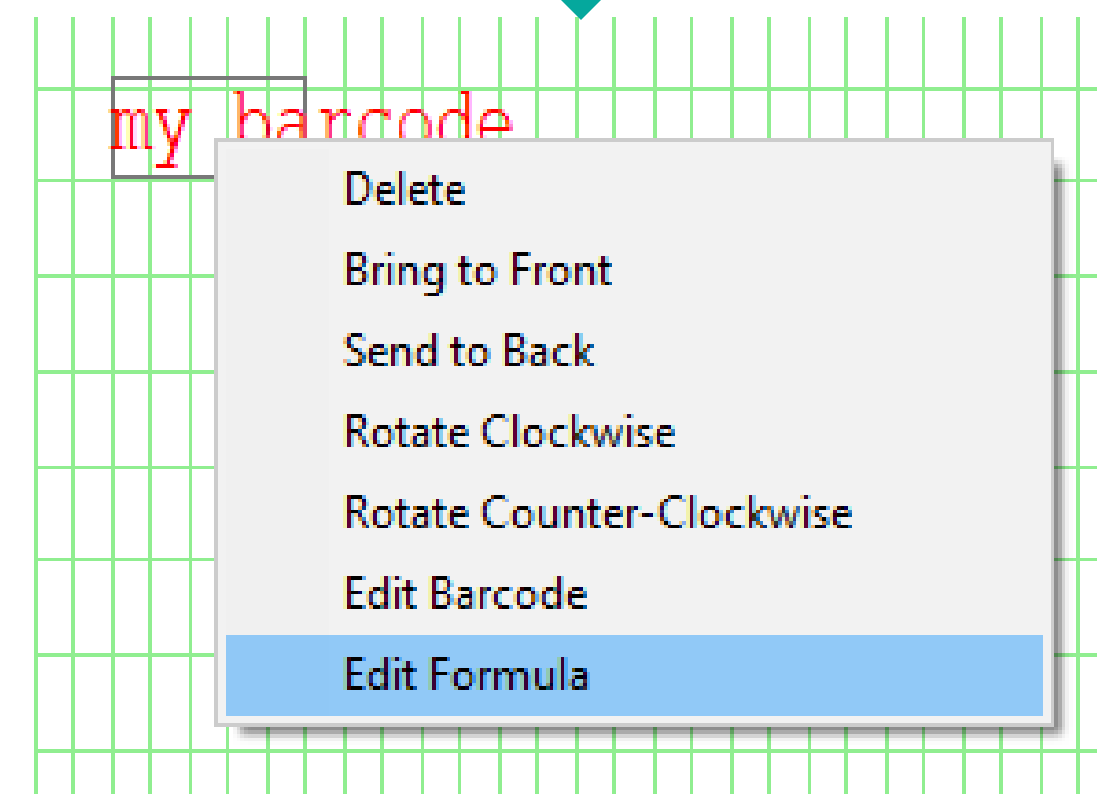 my barcode
Delete
Bring to Front
Send to Back
Rotate Clockwise
Rotate Counter-Clockwise
Edit Barcode
Edit Formula